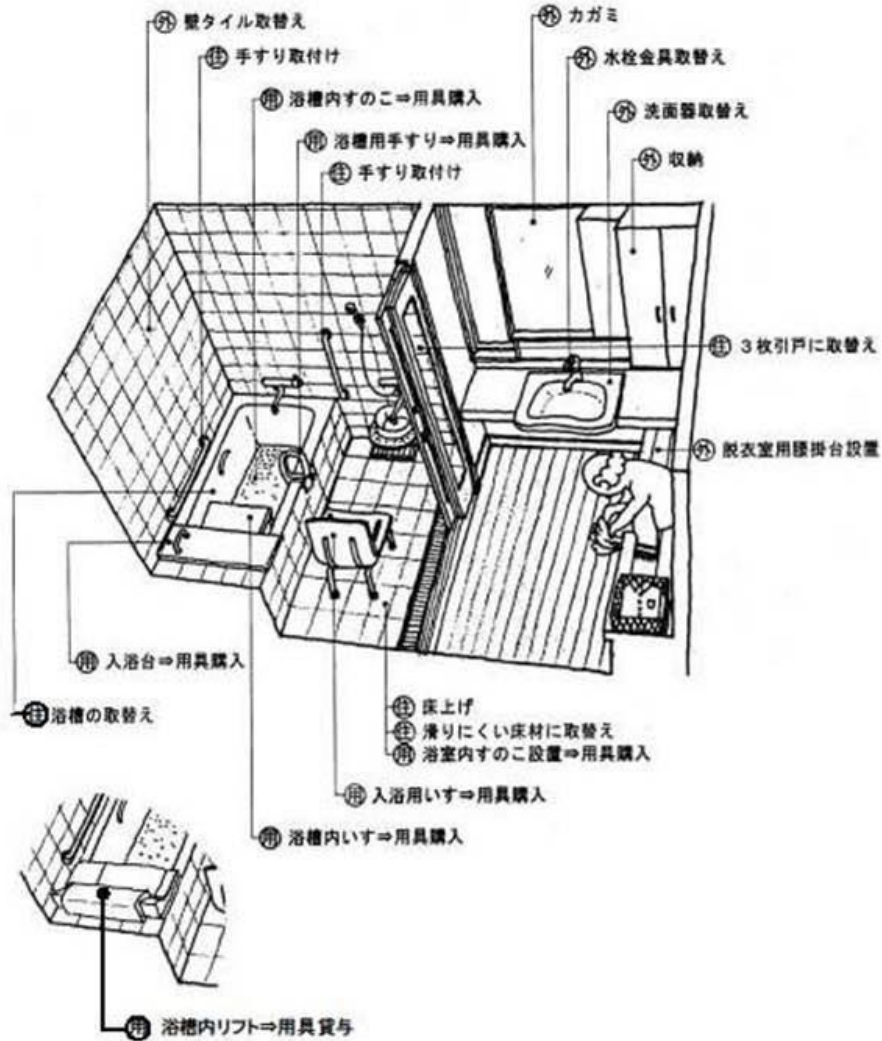 外 壁タイル取替え
住 手すり取付け
用 浴槽内すのこ⇒用具購入
用 浴槽用手すり⇒用具購入
住 手すり取付け
外 カガミ
外 水栓金具取替え
外 洗面器取替え
外 収納
住 3枚引戸に取替え
外 脱衣室用腰掛台設置
用 入浴台⇒用具購入
住 浴槽の取替え
住 床上げ
住 滑りにくい床材に取替え
用 浴室内すのこ設置⇒用具購入
用 入浴用いす⇒用具購入
用 浴槽内いす⇒用具購入
用 浴槽内リフト⇒用具貸与